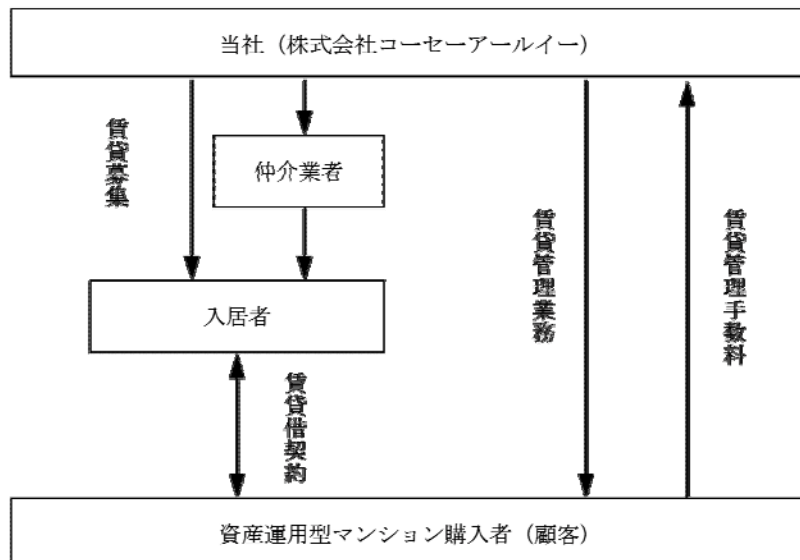 当社（株式会社コーセーアールイー）
賃貸募集
仲介業者
賃貸管理業務
賃貸管理手数料
入居者
賃貸借契約
資産運用型マンション購入者（顧客）